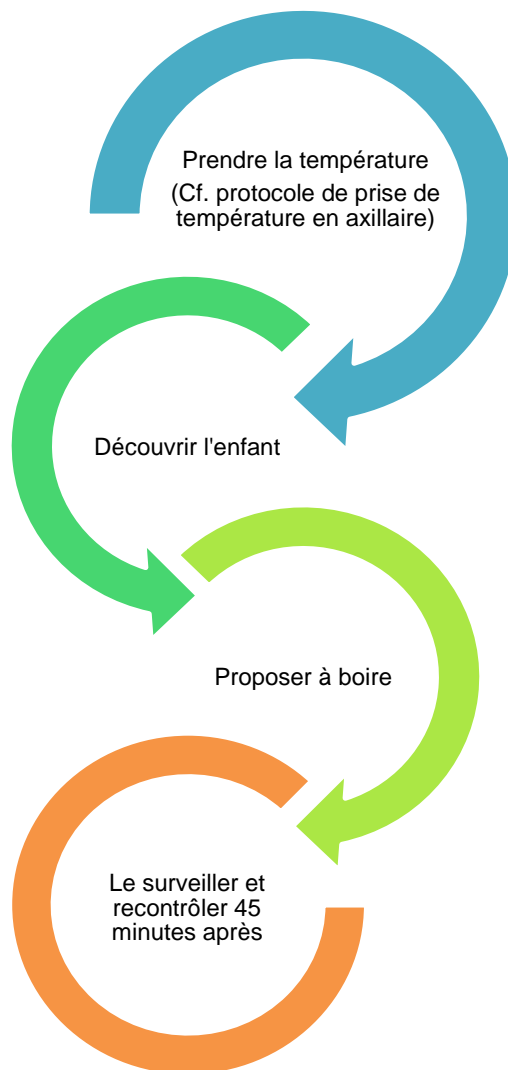 Prendre la température
(Cf. protocole de prise de
température en axillaire)
Découvrir l'enfant
Proposer à boire
Le surveiller et
recontrôler 45
minutes après